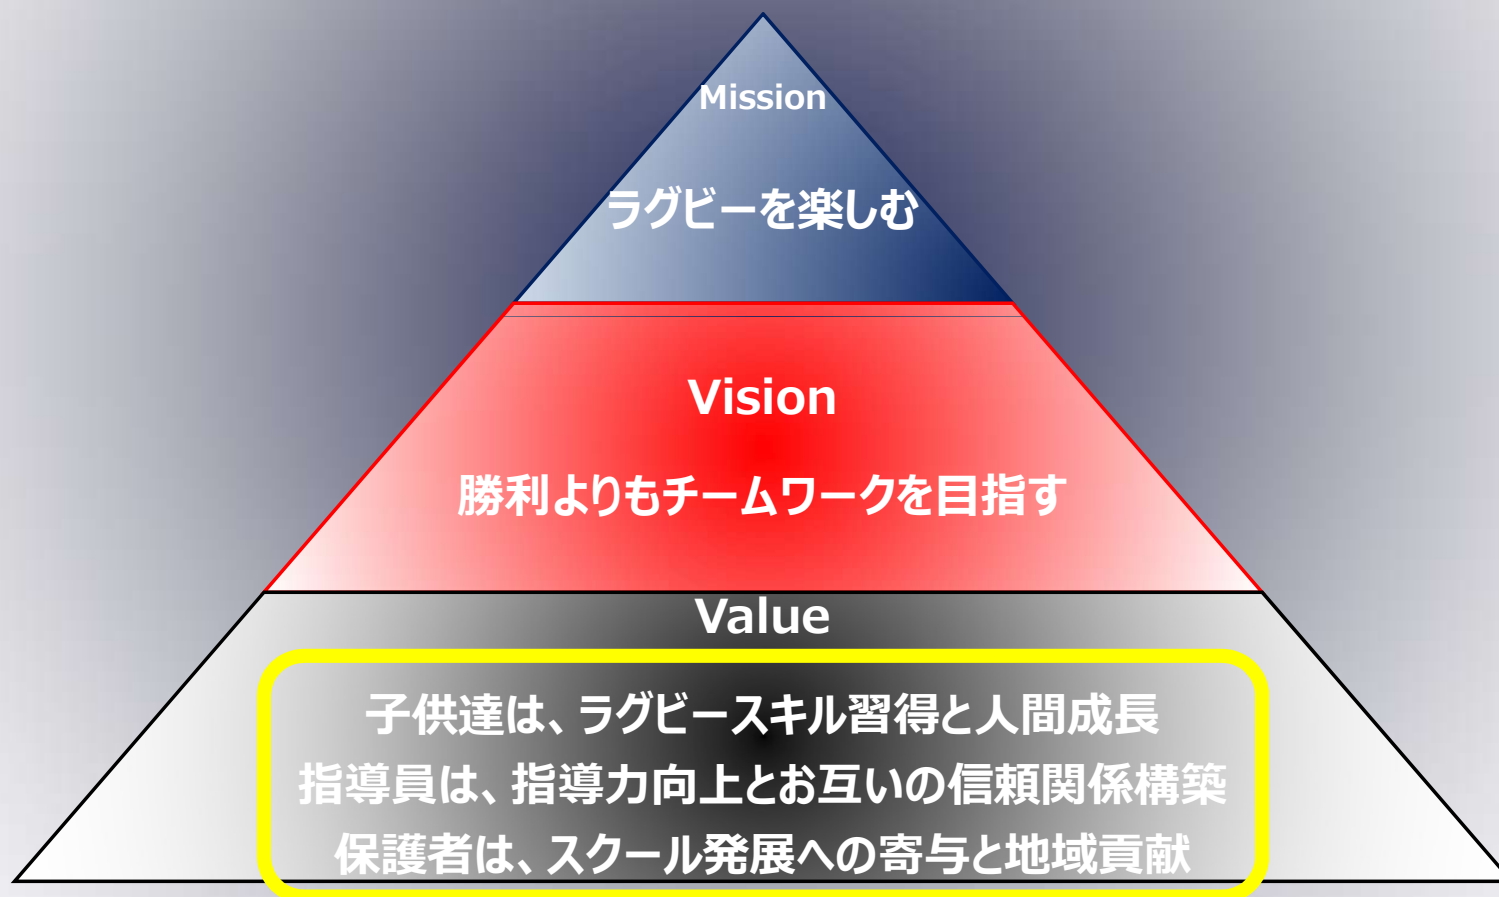 Mission
ラグビーを楽しむ
Vision
勝利よりもチームワークを目指す
Value
子供達は、ラグビースキル習得と人間成長
指導員は、指導力向上とお互いの信頼関係構築
保護者は、スクール発展への寄与と地域貢献